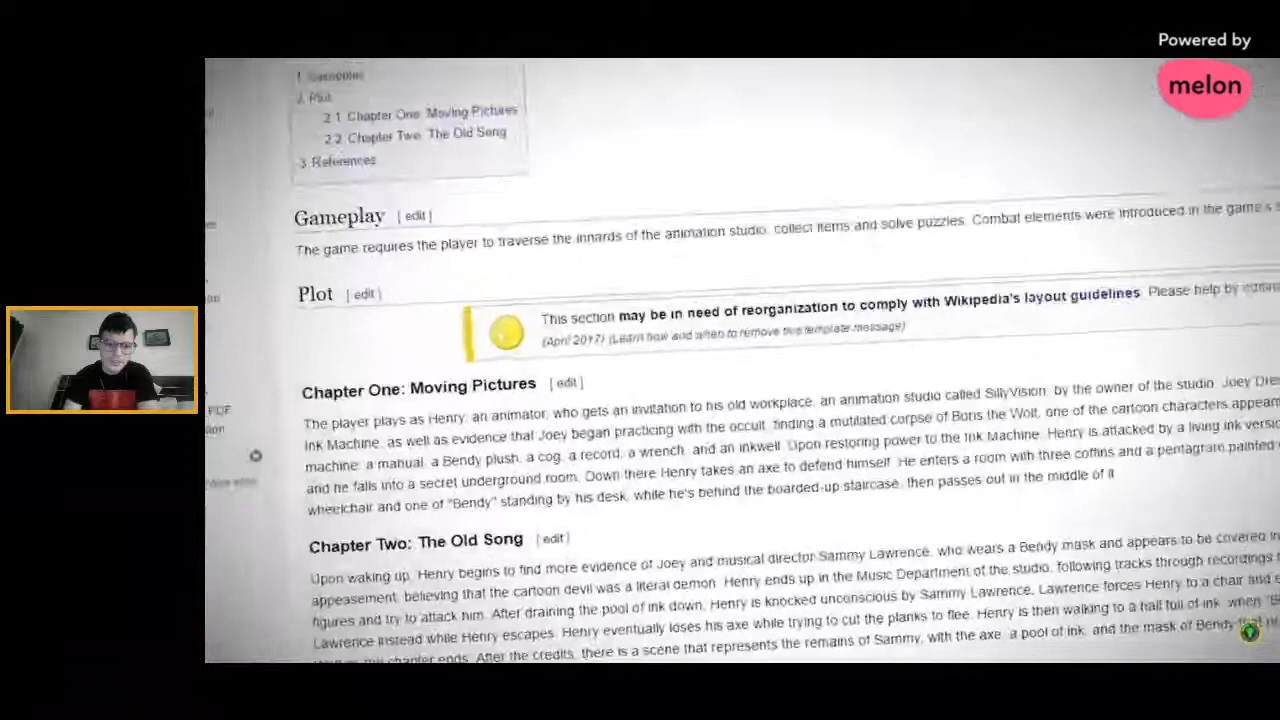 Powered by
melon
1 Gameplay
2 Plot
2.1 Chapter One: Moving Pictures
2.2 Chapter Two: The Old Song
3 References
Gameplay [ edit ]
The game requires the player to traverse the innards of the animation studio, collect items and solve puzzles. Combat elements were introduced in the game's
Plot [ edit ]
This section may be in need of reorganization to comply with Wikipedia's layout guidelines. Please help by
(April 2017) (Learn how and when to remove this template message)
Chapter One: Moving Pictures [ edit ]
The player plays as Henry, an animator, who gets an invitation to his old workplace, an animation studio called SillyVision, by the owner of the studio, Joey
PDF
Ink Machine, as well as evidence that Joey began practicing with the occult, finding a mutilated corpse of Boris the Wolf, one of the cartoon characters
machine: a manual, a Bendy plush, a cog, a record, a wrench, and an inkwell. Upon restoring power to the Ink Machine, Henry is attacked by a living ink
and he falls into a secret underground room. Down there Henry takes an axe to defend himself. He enters a room with three coffins and a pentagram painted
wheelchair and one of "Bendy" standing by his desk, while he's behind the boarded-up staircase, then passes out in the middle of it
Chapter Two: The Old Song [ edit ]
Upon waking up, Henry begins to find more evidence of Joey and musical director Sammy Lawrence, who wears a Bendy mask and appears to be covered in
appeasement, believing that the cartoon devil was a literal demon. Henry ends up in the Music Department of the studio, following tracks through recordings
figures and try to attack him. After draining the pool of ink down, Henry is knocked unconscious by Sammy Lawrence. Lawrence forces Henry to a chair and
Lawrence instead while Henry escapes. Henry eventually loses his axe while trying to cut the planks to flee. Henry is then walking to a hall full of ink, when
the chapter ends. After the credits, there is a scene that represents the remains of Sammy, with the axe, a pool of ink, and the mask of Bendy